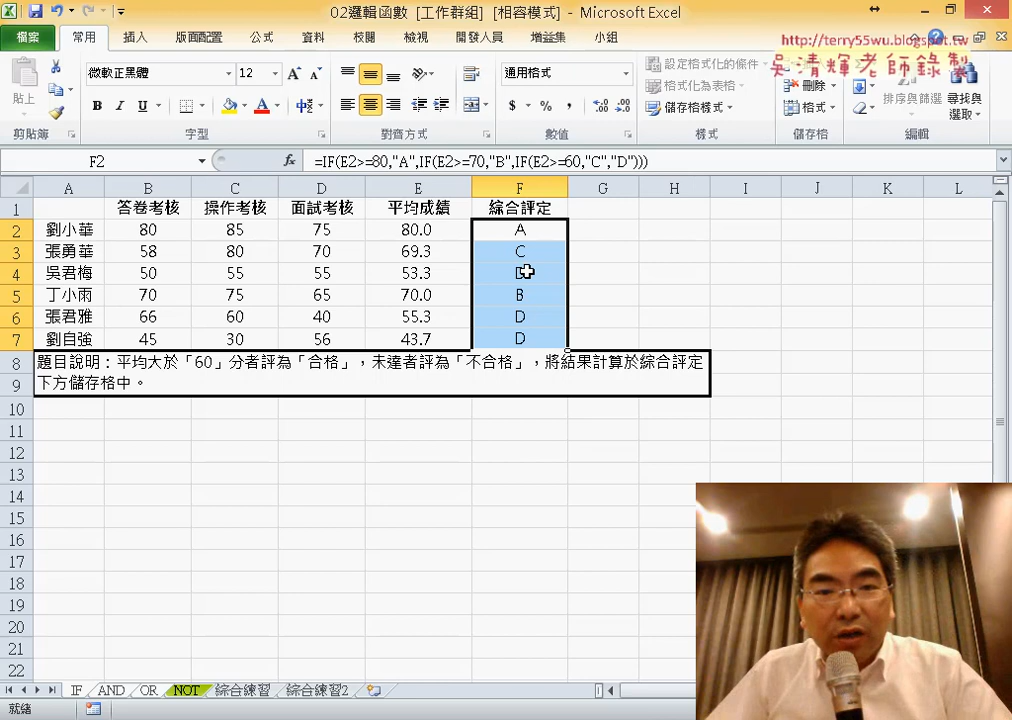 02邏輯函數 [工作群組] [相容模式] - Microsoft Excel
檔案 常用 插入 版面配置 公式 資料 校閱 檢視 開發人員 增益集 小組
http://terry55wu.blogspot.tw
吳清輝老師錄製
貼上 微軟正黑體 12 通用格式 設定格式化的條件 格式化為表格 儲存格樣式 刪除 格式 排序與篩選 尋找與選取
剪貼簿 字型 對齊方式 數值 樣式 儲存格 編輯
F2 fx =IF(E2>=80,"A",IF(E2>=70,"B",IF(E2>=60,"C","D")))
A B C D E F G H I J K L
1 答卷考核 操作考核 面試考核 平均成績 綜合評定
2 劉小華 80 85 75 80.0 A
3 張勇華 58 80 70 69.3 C
4 吳君梅 50 55 55 53.3
5 丁小雨 70 75 65 70.0 B
6 張君雅 66 60 40 55.3 D
7 劉自強 45 30 56 43.7 D
8 題目說明：平均大於「60」分者評為「合格」，未達者評為「不合格」，將結果計算於綜合評定
9 下方儲存格中。
10
11
12
13
14
15
16
17
18
19
20
21
22
IF AND OR NOT 綜合練習 綜合練習2
就緒